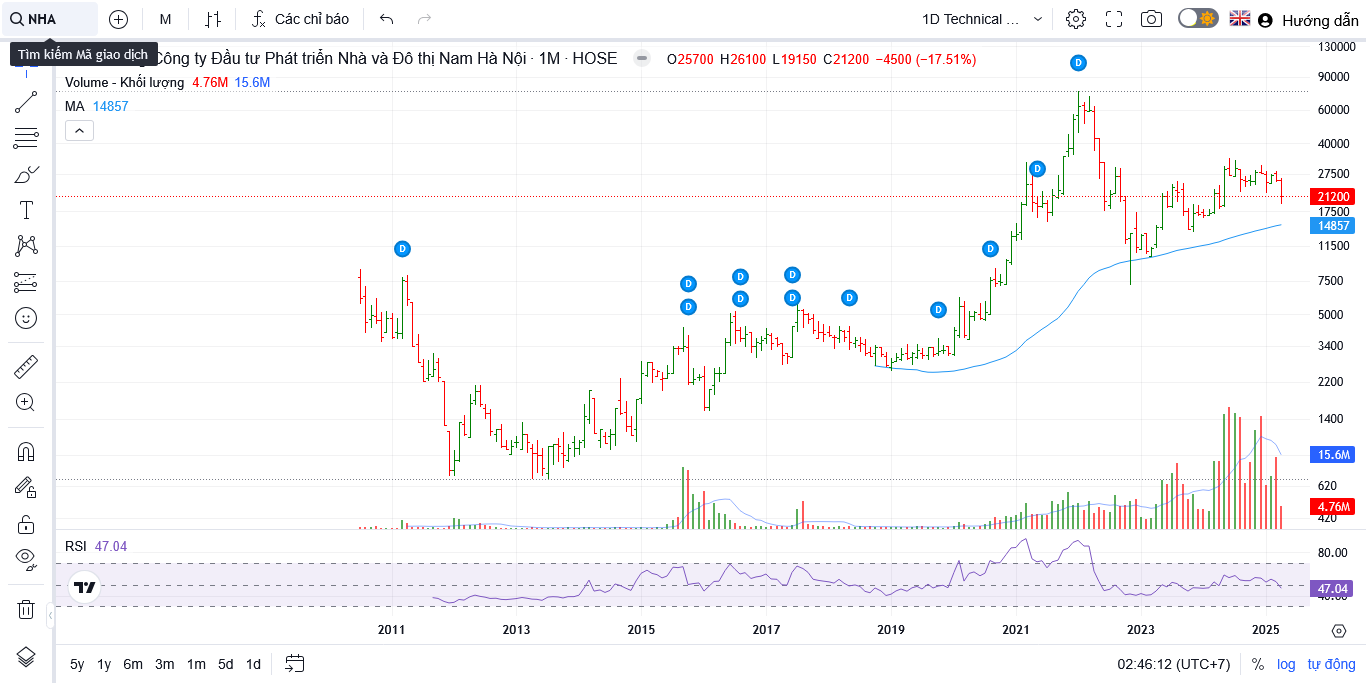 NHA
M
Các chỉ báo
1D Technical ...
Hướng dẫn
Tìm kiếm Mã giao dịch
Công ty Đầu tư Phát triển Nhà và Đô thị Nam Hà Nội · 1M · HOSE
O25700 H26100 L19150 C21200 −4500 (−17.51%)
Volume - Khối lượng 4.76M 15.6M
MA 14857
130000
90000
60000
40000
27500
21200
17500
14857
11500
7500
5000
3400
2200
1400
15.6M
620
4.76M
420
D
D
D
D
D
D
D
D
D
D
D
D
RSI 47.04
80.00
47.04
40.00
2011 2013 2015 2017 2019 2021 2023 2025
5y 1y 6m 3m 1m 5d 1d
02:46:12 (UTC+7) % log tự động